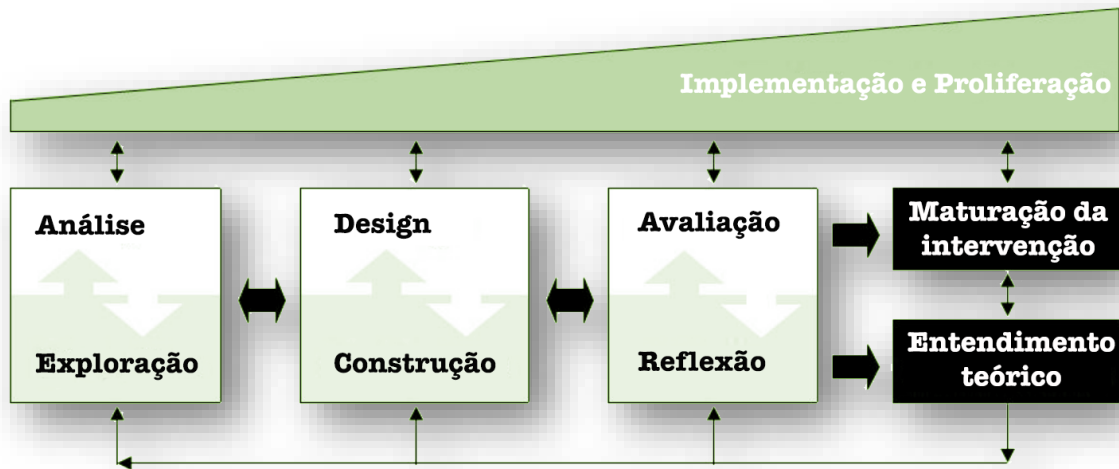 Implementação e Proliferação
Análise
Exploração
Design
Construção
Avaliação
Reflexão
Maturação da
intervenção
Entendimento
teórico